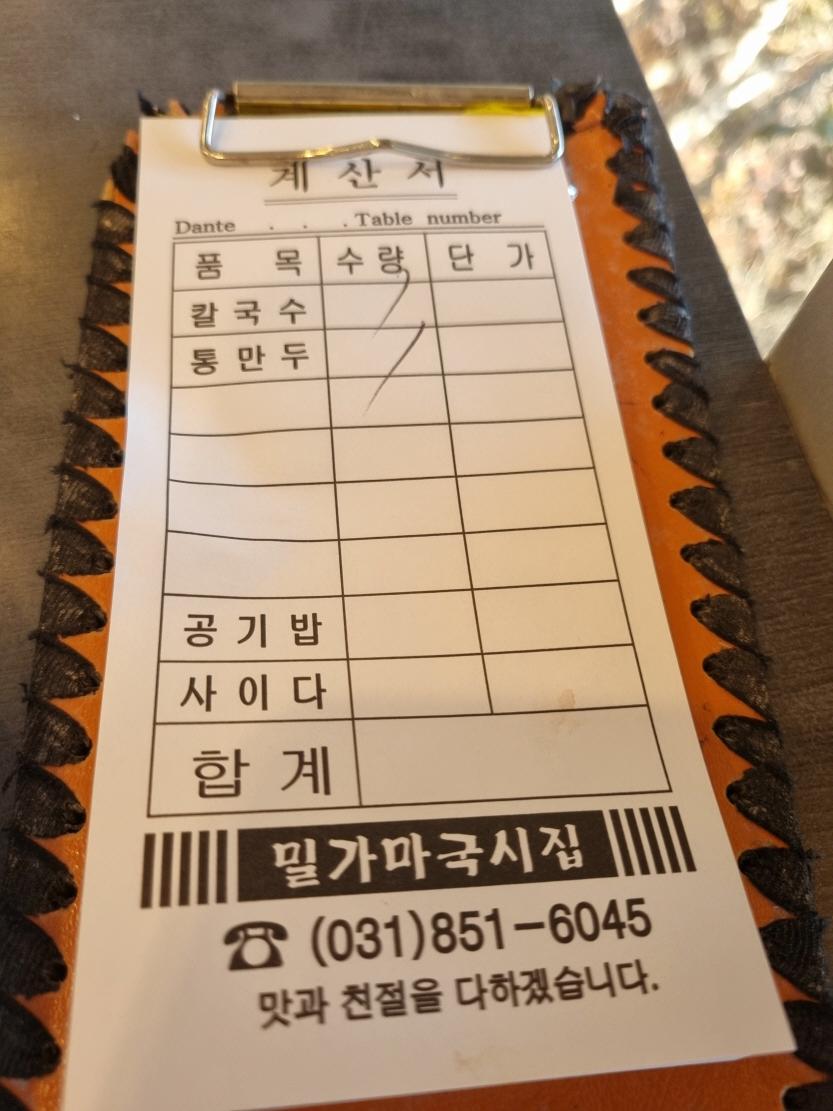 계 산 서
Dante . . . Table number
품 목 수 량 단 가
칼 국 수
통 만 두
공 기 밥
사 이 다
합 계
밀가마국시집
☎ (031)851-6045
맛과 친절을 다하겠습니다.